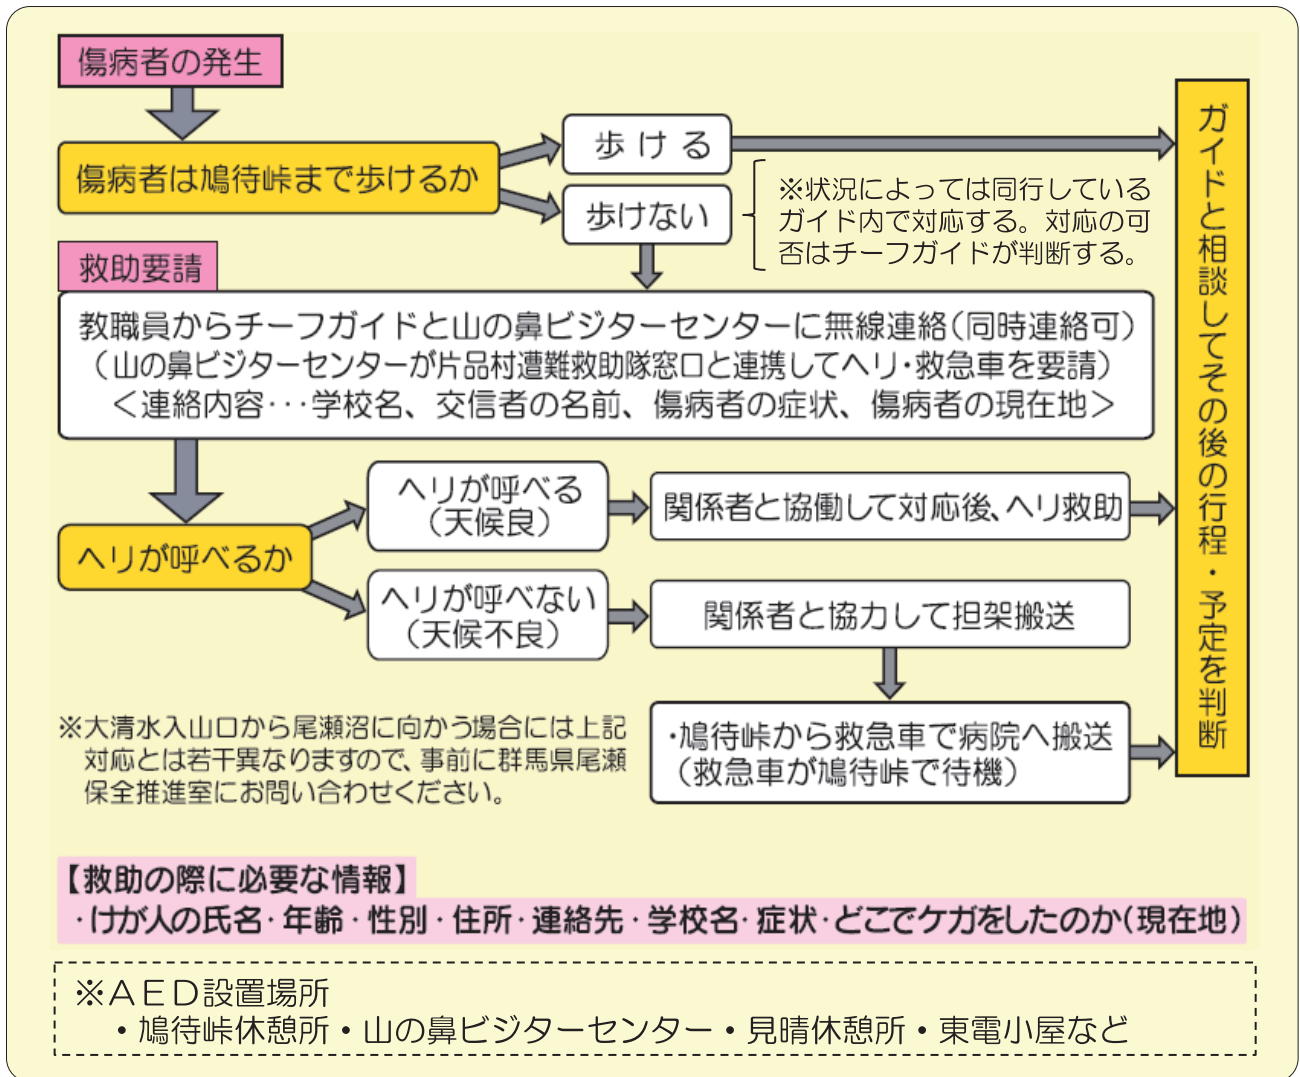 傷病者の発生
傷病者は鳩待峠まで歩けるか
歩ける
歩けない
※状況によっては同行している
ガイド内で対応する。対応の可
否はチーフガイドが判断する。
救助要請
教職員からチーフガイドと山の鼻ビジターセンターに無線連絡(同時連絡可)
(山の鼻ビジターセンターが片品村遭難救助隊窓口と連携してヘリ・救急車を要請)
＜連絡内容･･･学校名、交信者の名前、傷病者の症状、傷病者の現在地＞
ヘリが呼べるか
ヘリが呼べる
(天候良)
関係者と協働して対応後、ヘリ救助
ヘリが呼べない
(天候不良)
関係者と協力して担架搬送
・鳩待峠から救急車で病院へ搬送
(救急車が鳩待峠で待機)
ガイドと相談してその後の行程・予定を判断
※大清水入山口から尾瀬沼に向かう場合には上記
対応とは若干異なりますので、事前に群馬県尾瀬
保全推進室にお問い合わせください。
【救助の際に必要な情報】
・けが人の氏名・年齢・性別・住所・連絡先・学校名・症状・どこでケガをしたのか(現在地)
※ＡＥＤ設置場所
・鳩待峠休憩所・山の鼻ビジターセンター・見晴休憩所・東電小屋など